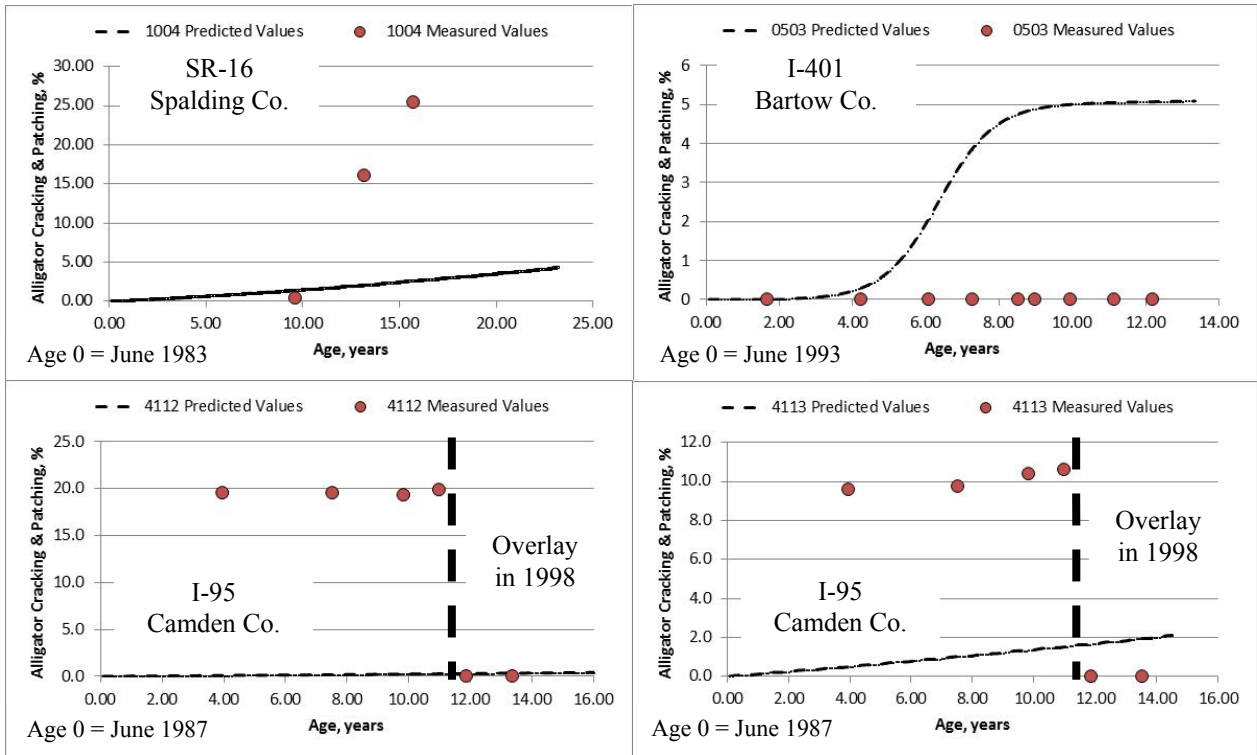 1004 Predicted Values 1004 Measured Values
Alligator Cracking & Patching, %
30.00
25.00
20.00
15.00
10.00
5.00
0.00
SR-16
Spalding Co.
0.00 5.00 10.00 15.00 20.00 25.00
Age, years
Age 0 = June 1983
0503 Predicted Values 0503 Measured Values
Alligator Cracking & Patching, %
6
5
4
3
2
1
0
I-401
Bartow Co.
0.00 2.00 4.00 6.00 8.00 10.00 12.00 14.00
Age, years
Age 0 = June 1993
4112 Predicted Values 4112 Measured Values
Alligator Cracking & Patching, %
25.0
20.0
15.0
10.0
5.0
0.0
Overlay
in 1998
I-95
Camden Co.
0.00 2.00 4.00 6.00 8.00 10.00 12.00 14.00 16.00
Age, years
Age 0 = June 1987
4113 Predicted Values 4113 Measured Values
Alligator Cracking & Patching, %
12.0
10.0
8.0
6.0
4.0
2.0
0.0
Overlay
in 1998
I-95
Camden Co.
0.00 2.00 4.00 6.00 8.00 10.00 12.00 14.00 16.00
Age, years
Age 0 = June 1987